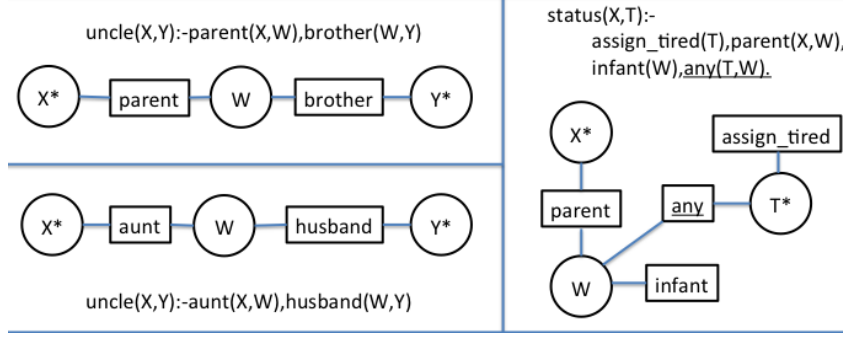 uncle(X,Y):-parent(X,W),brother(W,Y)
X* parent W brother Y*
X* aunt W husband Y*
uncle(X,Y):-aunt(X,W),husband(W,Y)
status(X,T):-
assign_tired(T),parent(X,W),
infant(W),any(T,W).
X*
assign_tired
parent
any
T*
W
infant